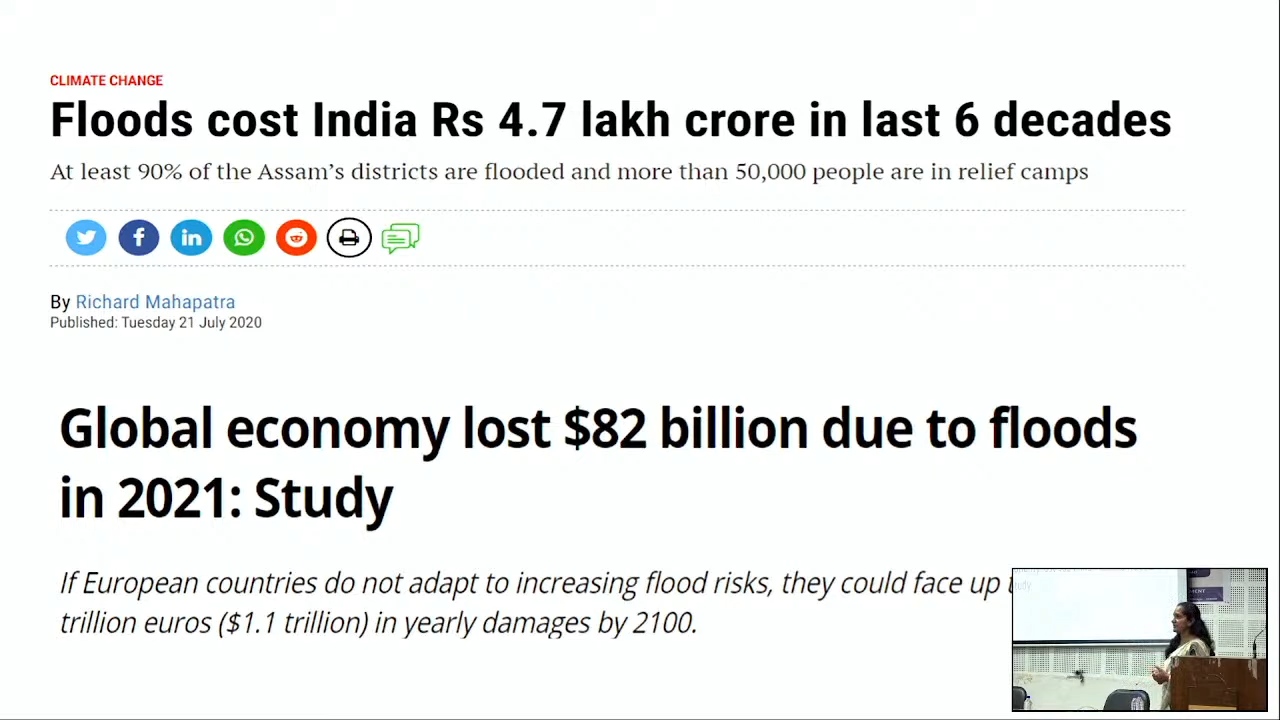 CLIMATE CHANGE
Floods cost India Rs 4.7 lakh crore in last 6 decades
At least 90% of the Assam's districts are flooded and more than 50,000 people are in relief camps
By Richard Mahapatra
Published: Tuesday 21 July 2020
Global economy lost $82 billion due to floods
in 2021: Study
If European countries do not adapt to increasing flood risks, they could face up
trillion euros ($1.1 trillion) in yearly damages by 2100.